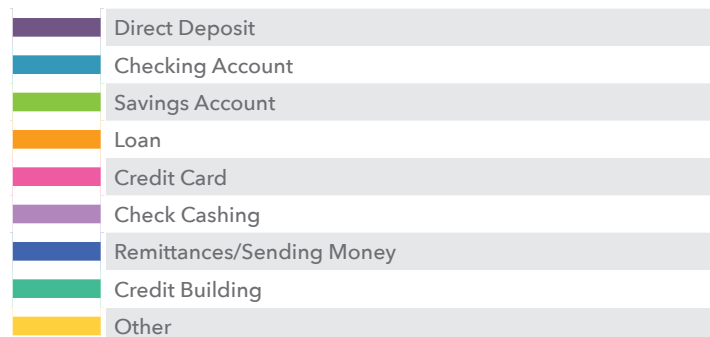 Direct Deposit
Checking Account
Savings Account
Loan
Credit Card
Check Cashing
Remittances/Sending Money
Credit Building
Other